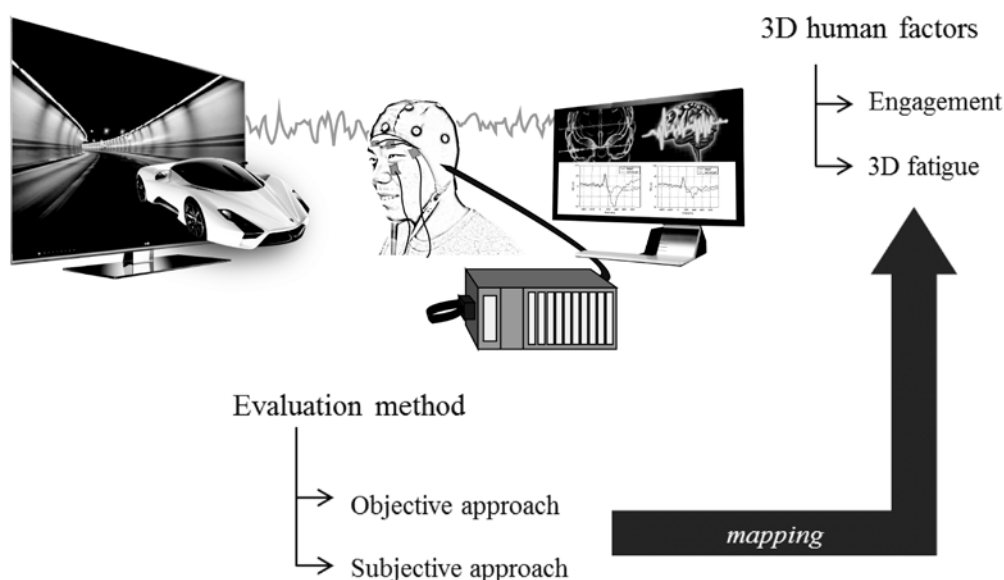 3D human factors
Engagement
3D fatigue
Evaluation method
Objective approach
mapping
Subjective approach